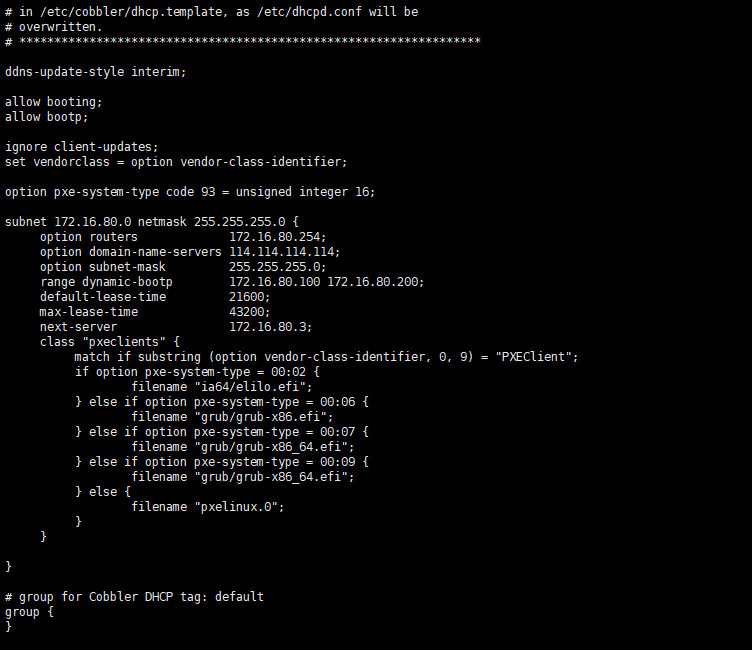 # in /etc/cobbler/dhcp.template, as /etc/dhcpd.conf will be
# overwritten.
# ******************************************************************
ddns-update-style interim;
allow booting;
allow bootp;
ignore client-updates;
set vendorclass = option vendor-class-identifier;
option pxe-system-type code 93 = unsigned integer 16;
subnet 172.16.80.0 netmask 255.255.255.0 {
     option routers             172.16.80.254;
     option domain-name-servers 114.114.114.114;
     option subnet-mask         255.255.255.0;
     range dynamic-bootp        172.16.80.100 172.16.80.200;
     default-lease-time         21600;
     max-lease-time             43200;
     next-server                172.16.80.3;
     class "pxeclients" {
          match if substring (option vendor-class-identifier, 0, 9) = "PXEClient";
          if option pxe-system-type = 00:02 {
                  filename "ia64/elilo.efi";
          } else if option pxe-system-type = 00:06 {
                  filename "grub/grub-x86.efi";
          } else if option pxe-system-type = 00:07 {
                  filename "grub/grub-x86_64.efi";
          } else if option pxe-system-type = 00:09 {
                  filename "grub/grub-x86_64.efi";
          } else {
                  filename "pxelinux.0";
          }
     }
}
# group for Cobbler DHCP tag: default
group {
}